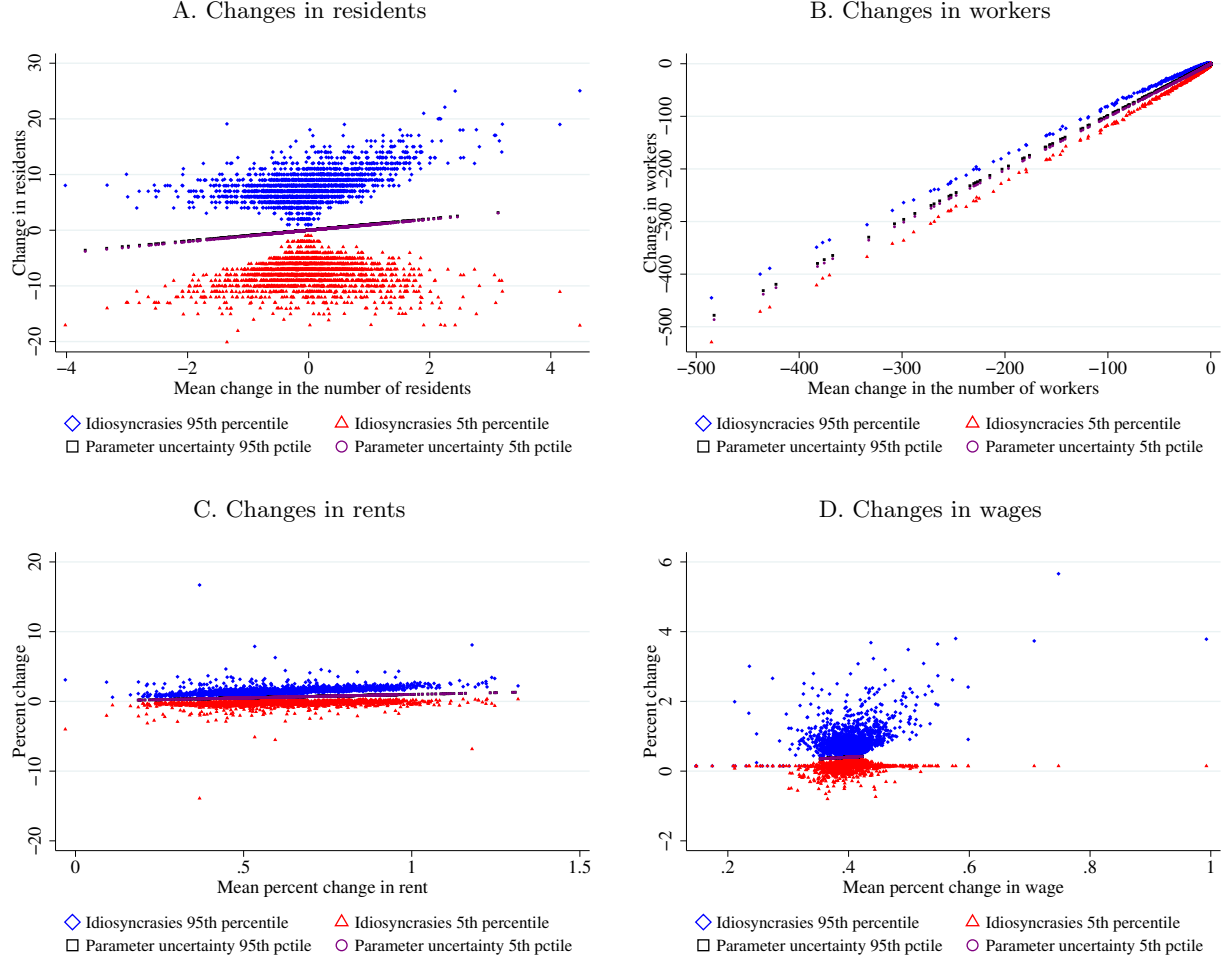 A. Changes in residents
Change in residents
30
20
10
0
−10
−20
−4
−2
0
2
4
Mean change in the number of residents
Idiosyncrasies 95th percentile
Idiosyncrasies 5th percentile
Parameter uncertainty 95th pctile
Parameter uncertainty 5th pctile
B. Changes in workers
Change in workers
0
−100
−200
−300
−400
−500
−500
−400
−300
−200
−100
0
Mean change in the number of workers
Idiosyncracies 95th percentile
Idiosyncacies 5th percentile
Parameter uncertainty 95th pctile
Parameter uncertainty 5th pctile
C. Changes in rents
Percent change
20
10
0
−10
−20
0
.5
1
1.5
Mean percent change in rent
Idiosyncrasies 95th percentile
Idiosyncrasies 5th percentile
Parameter uncertainty 95th pctile
Parameter uncertainty 5th pctile
D. Changes in wages
Percent change
6
4
2
0
−2
.2
.4
.6
.8
1
Mean percent change in wage
Idiosyncrasies 95th percentile
Idiosyncrasies 5th percentile
Parameter uncertainty 95th pctile
Parameter uncertainty 5th pctile